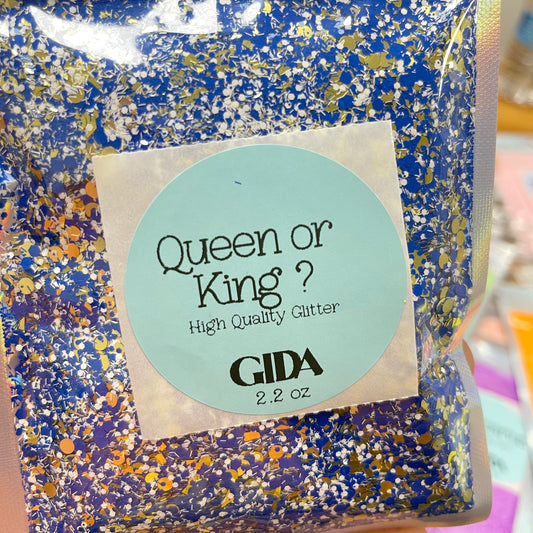 Queen or
King ?
High Quality Glitter
GIDA
2.2 oz